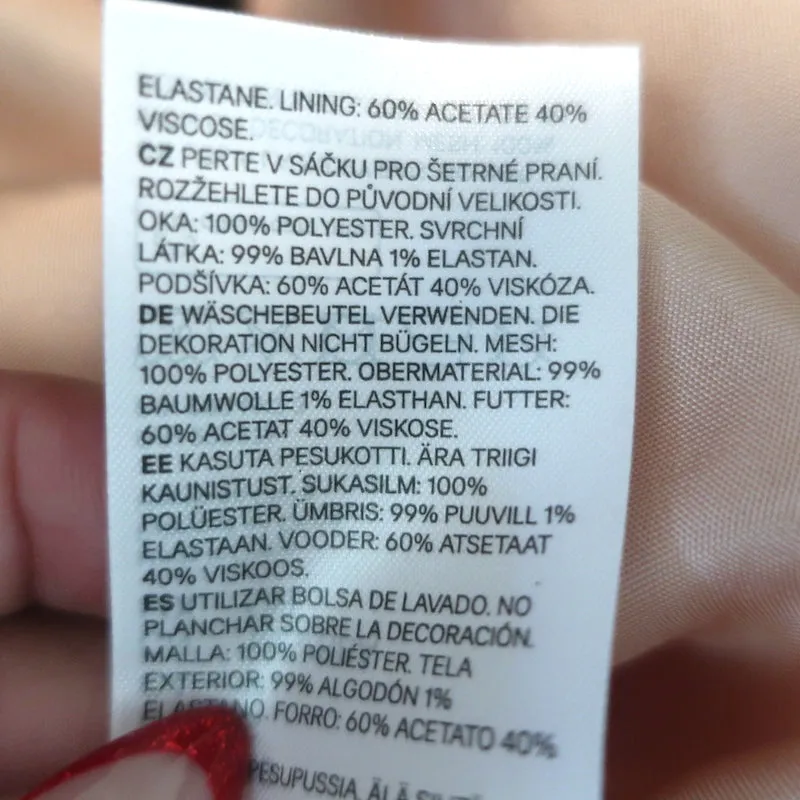 ELASTANE. LINING: 60% ACETATE 40%
VISCOSE.
CZ PERTE V SÁČKU PRO ŠETRNÉ PRANÍ.
ROZŽEHLETE DO PŮVODNÍ VELIKOSTI.
OKA: 100% POLYESTER. SVRCHNÍ
LÁTKA: 99% BAVLNA 1% ELASTAN.
PODŠÍVKA: 60% ACETÁT 40% VISKÓZA.
DE WÄSCHEBEUTEL VERWENDEN. DIE
DEKORATION NICHT BÜGELN. MESH:
100% POLYESTER. OBERMATERIAL: 99%
BAUMWOLLE 1% ELASTHAN. FUTTER:
60% ACETAT 40% VISKOSE.
EE KASUTA PESUKOTTI. ÄRA TRIIGI
KAUNISTUST. SUKASILM: 100%
POLÜESTER. ÜMBRIS: 99% PUUVILL 1%
ELASTAAN. VOODER: 60% ATSETAAT
40% VISKOOS.
ES UTILIZAR BOLSA DE LAVADO. NO
PLANCHAR SOBRE LA DECORACIÓN.
MALLA: 100% POLIÉSTER. TELA
EXTERIOR: 99% ALGODÓN 1%
ELASTANO. FORRO: 60% ACETATO 40%
PESUPUSSIA. ÄLÄ